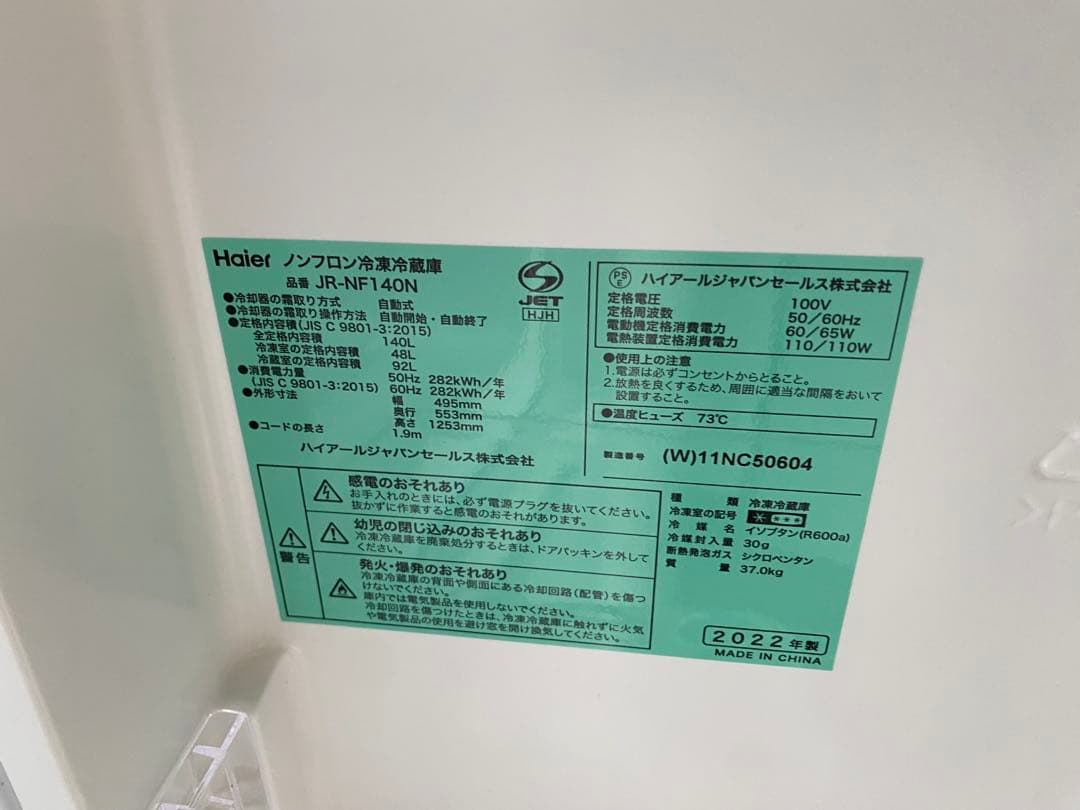 Haier ノンフロン冷凍冷蔵庫
品番 JR-NF140N
●冷却器の霜取り方式 自動式
●冷却器の霜取り操作方法 自動開始・自動終了
●定格内容積(JIS C 9801-3:2015)
全定格内容積 140L
冷凍室の定格内容積 48L
冷蔵室の定格内容積 92L
●消費電力量 50Hz 282kWh/年
(JIS C 9801-3:2015) 60Hz 282kWh/年
●外形寸法 幅 495mm
奥行 553mm
高さ 1253mm
●コードの長さ 1.9m
ハイアールジャパンセールス株式会社
JET
HJH
PSE ハイアールジャパンセールス株式会社
定格電圧 100V
定格周波数 50/60Hz
電動機定格消費電力 60/65W
電熱装置定格消費電力 110/110W
●使用上の注意
1.電源は必ずコンセントからとること。
2.放熱を良くするため、周囲に適当な間隔をおいて
設置すること。
●温度ヒューズ 73℃
製造番号 (W)11NC50604
警告
感電のおそれあり
お手入れのときには、必ず電源プラグを抜いてください。
抜かずに作業すると感電のおそれがあります。
幼児の閉じ込みのおそれあり
冷凍冷蔵庫を廃棄処分するときは、ドアパッキンを外して
ください。
発火・爆発のおそれあり
冷凍冷蔵庫の背面や側面にある冷却回路(配管)を傷つ
けないでください。
庫内では電気製品を使用しないでください。
冷却回路を傷つけたときは、冷凍冷蔵庫に触れずに火気
や電気製品の使用を避け窓を開け換気してください。
種類 冷凍冷蔵庫
冷凍室の記号 * ***
冷媒名 イソブタン(R600a)
冷媒封入量 30g
断熱発泡ガス シクロペンタン
質量 37.0kg
2022年製
MADE IN CHINA